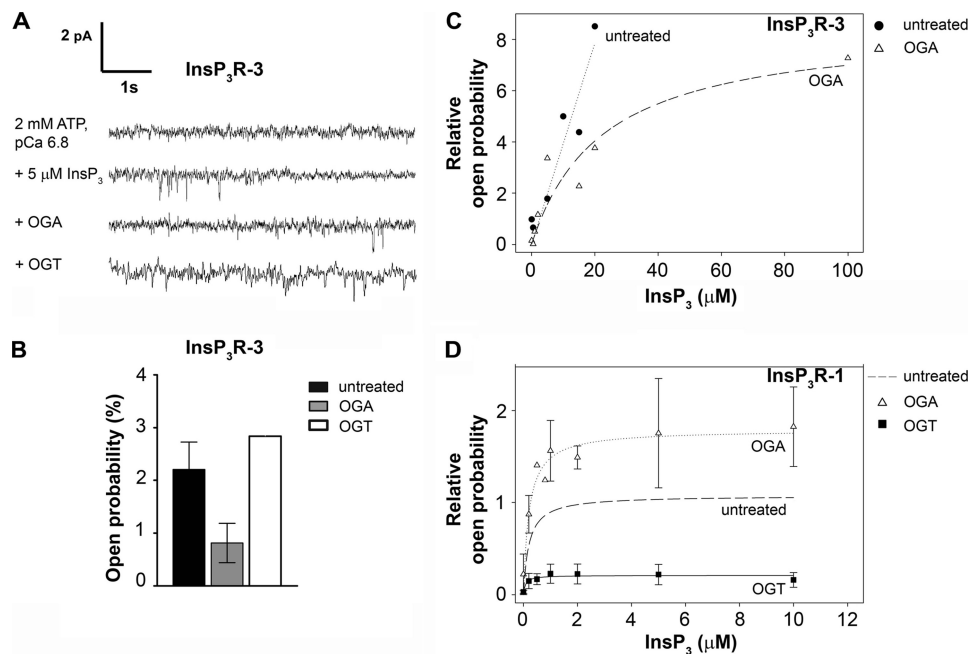 A
2 pA
1s
InsP₃R-3
2 mM ATP,
pCa 6.8
+ 5 μM InsP₃
+ OGA
+ OGT
B
InsP₃R-3
Open probability (%)
4
3
2
1
0
untreated
OGA
OGT
C
InsP₃R-3
untreated
OGA
Relative
open probability
8
6
4
2
0
untreated
OGA
0
20
40
60
80
100
InsP₃ (μM)
D
InsP₃R-1
untreated
OGA
OGT
Relative
open probability
2
1
0
OGA
untreated
OGT
0
2
4
6
8
10
12
InsP₃ (μM)